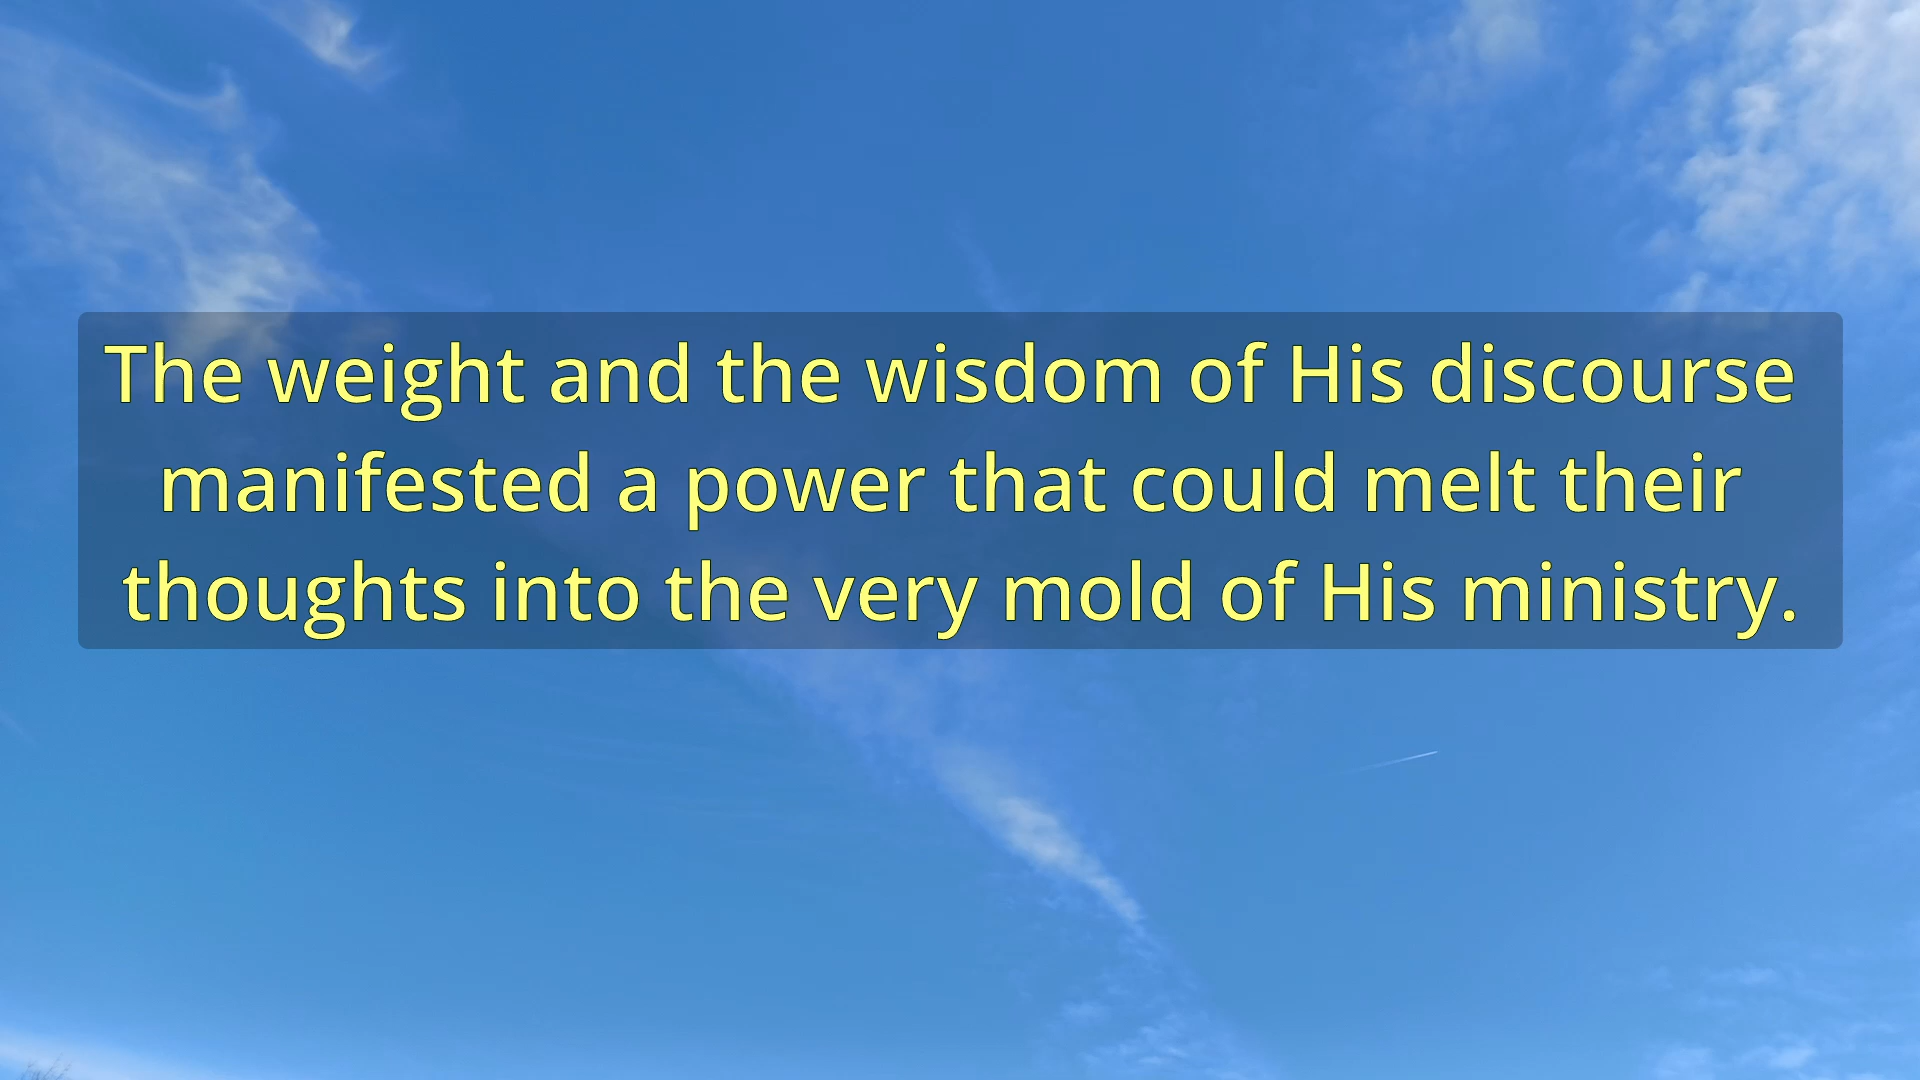 The weight and the wisdom of His discourse
manifested a power that could melt their
thoughts into the very mold of His ministry.